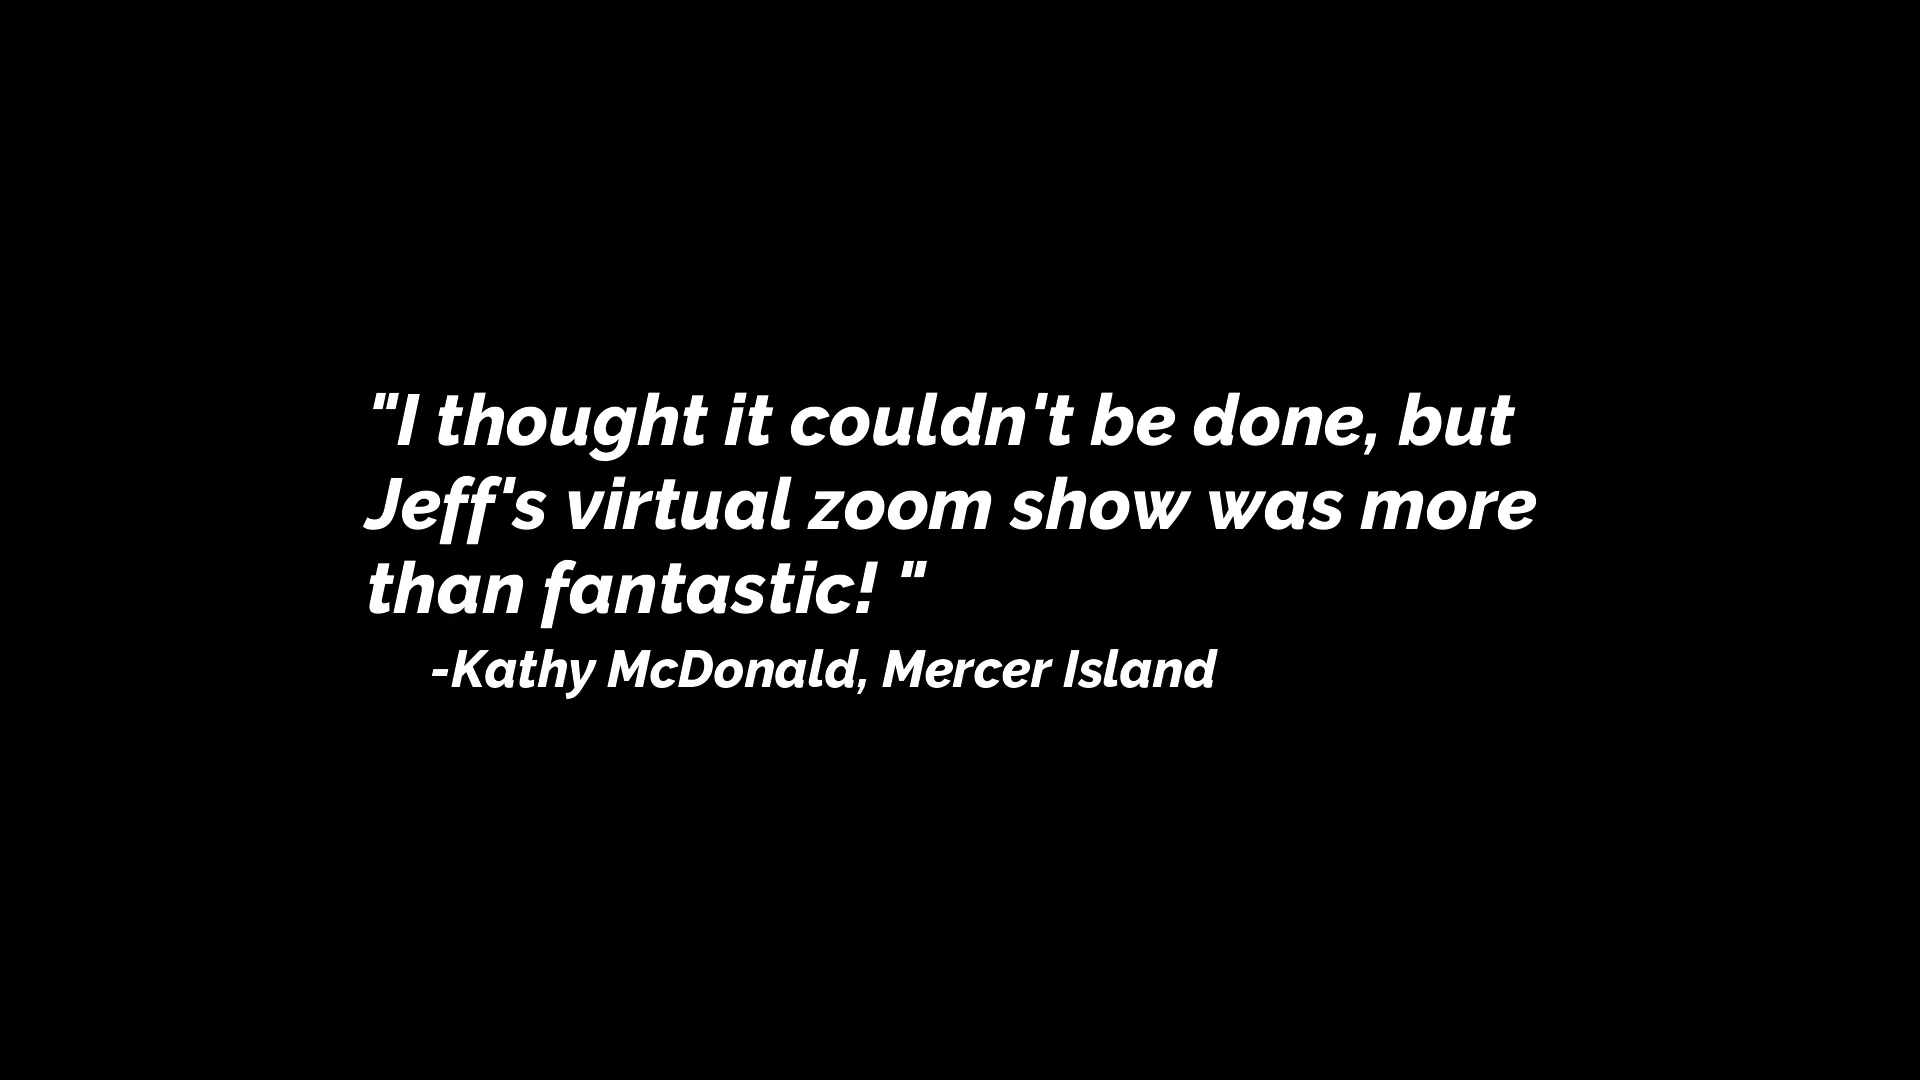 "I thought it couldn't be done, but
Jeff's virtual zoom show was more
than fantastic! "
-Kathy McDonald, Mercer Island